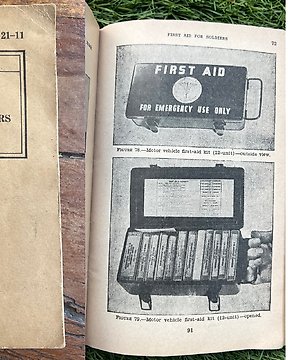 21-11
RS
FIRST AID FOR SOLDIERS
72
FIRST AID
FOR EMERGENCY USE ONLY
FIGURE 78.—Motor vehicle first-aid kit (12-unit)—outside view.
FIGURE 79.—Motor vehicle first-aid kit (12-unit)—opened.
91